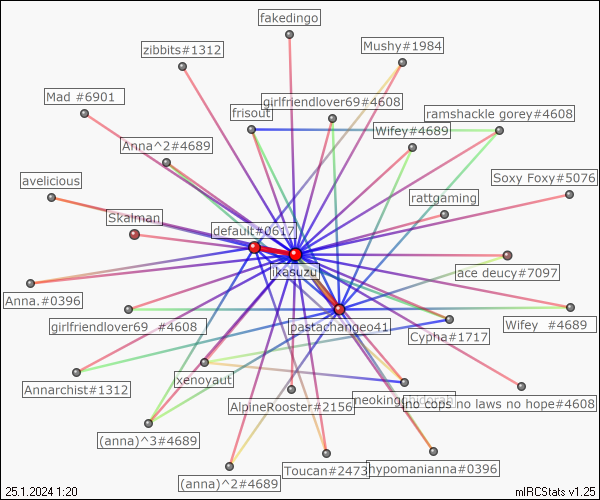 fakedingo
zibbits#1312
Mushy#1984
Mad #6901
frisout
girlfriendlover69#4608
ramshackle gorey#4608
Anna^2#4689
Wifey#4689
avelicious
Soxy Foxy#5076
rattgaming
Skalman
default#0617
ikasuzu
ace deucy#7097
Anna.#0396
girlfriendlover69 #4608
pastachangeo41
Wifey #4689
Cypha#1717
Annarchist#1312
xenoyaut
AlpineRooster#2156
no cops no laws no hope#4608
(anna)^3#4689
(anna)^2#4689
Toucan#2473
hypomanianna#0396
25.1.2024 1:20
mIRCStats v1.25